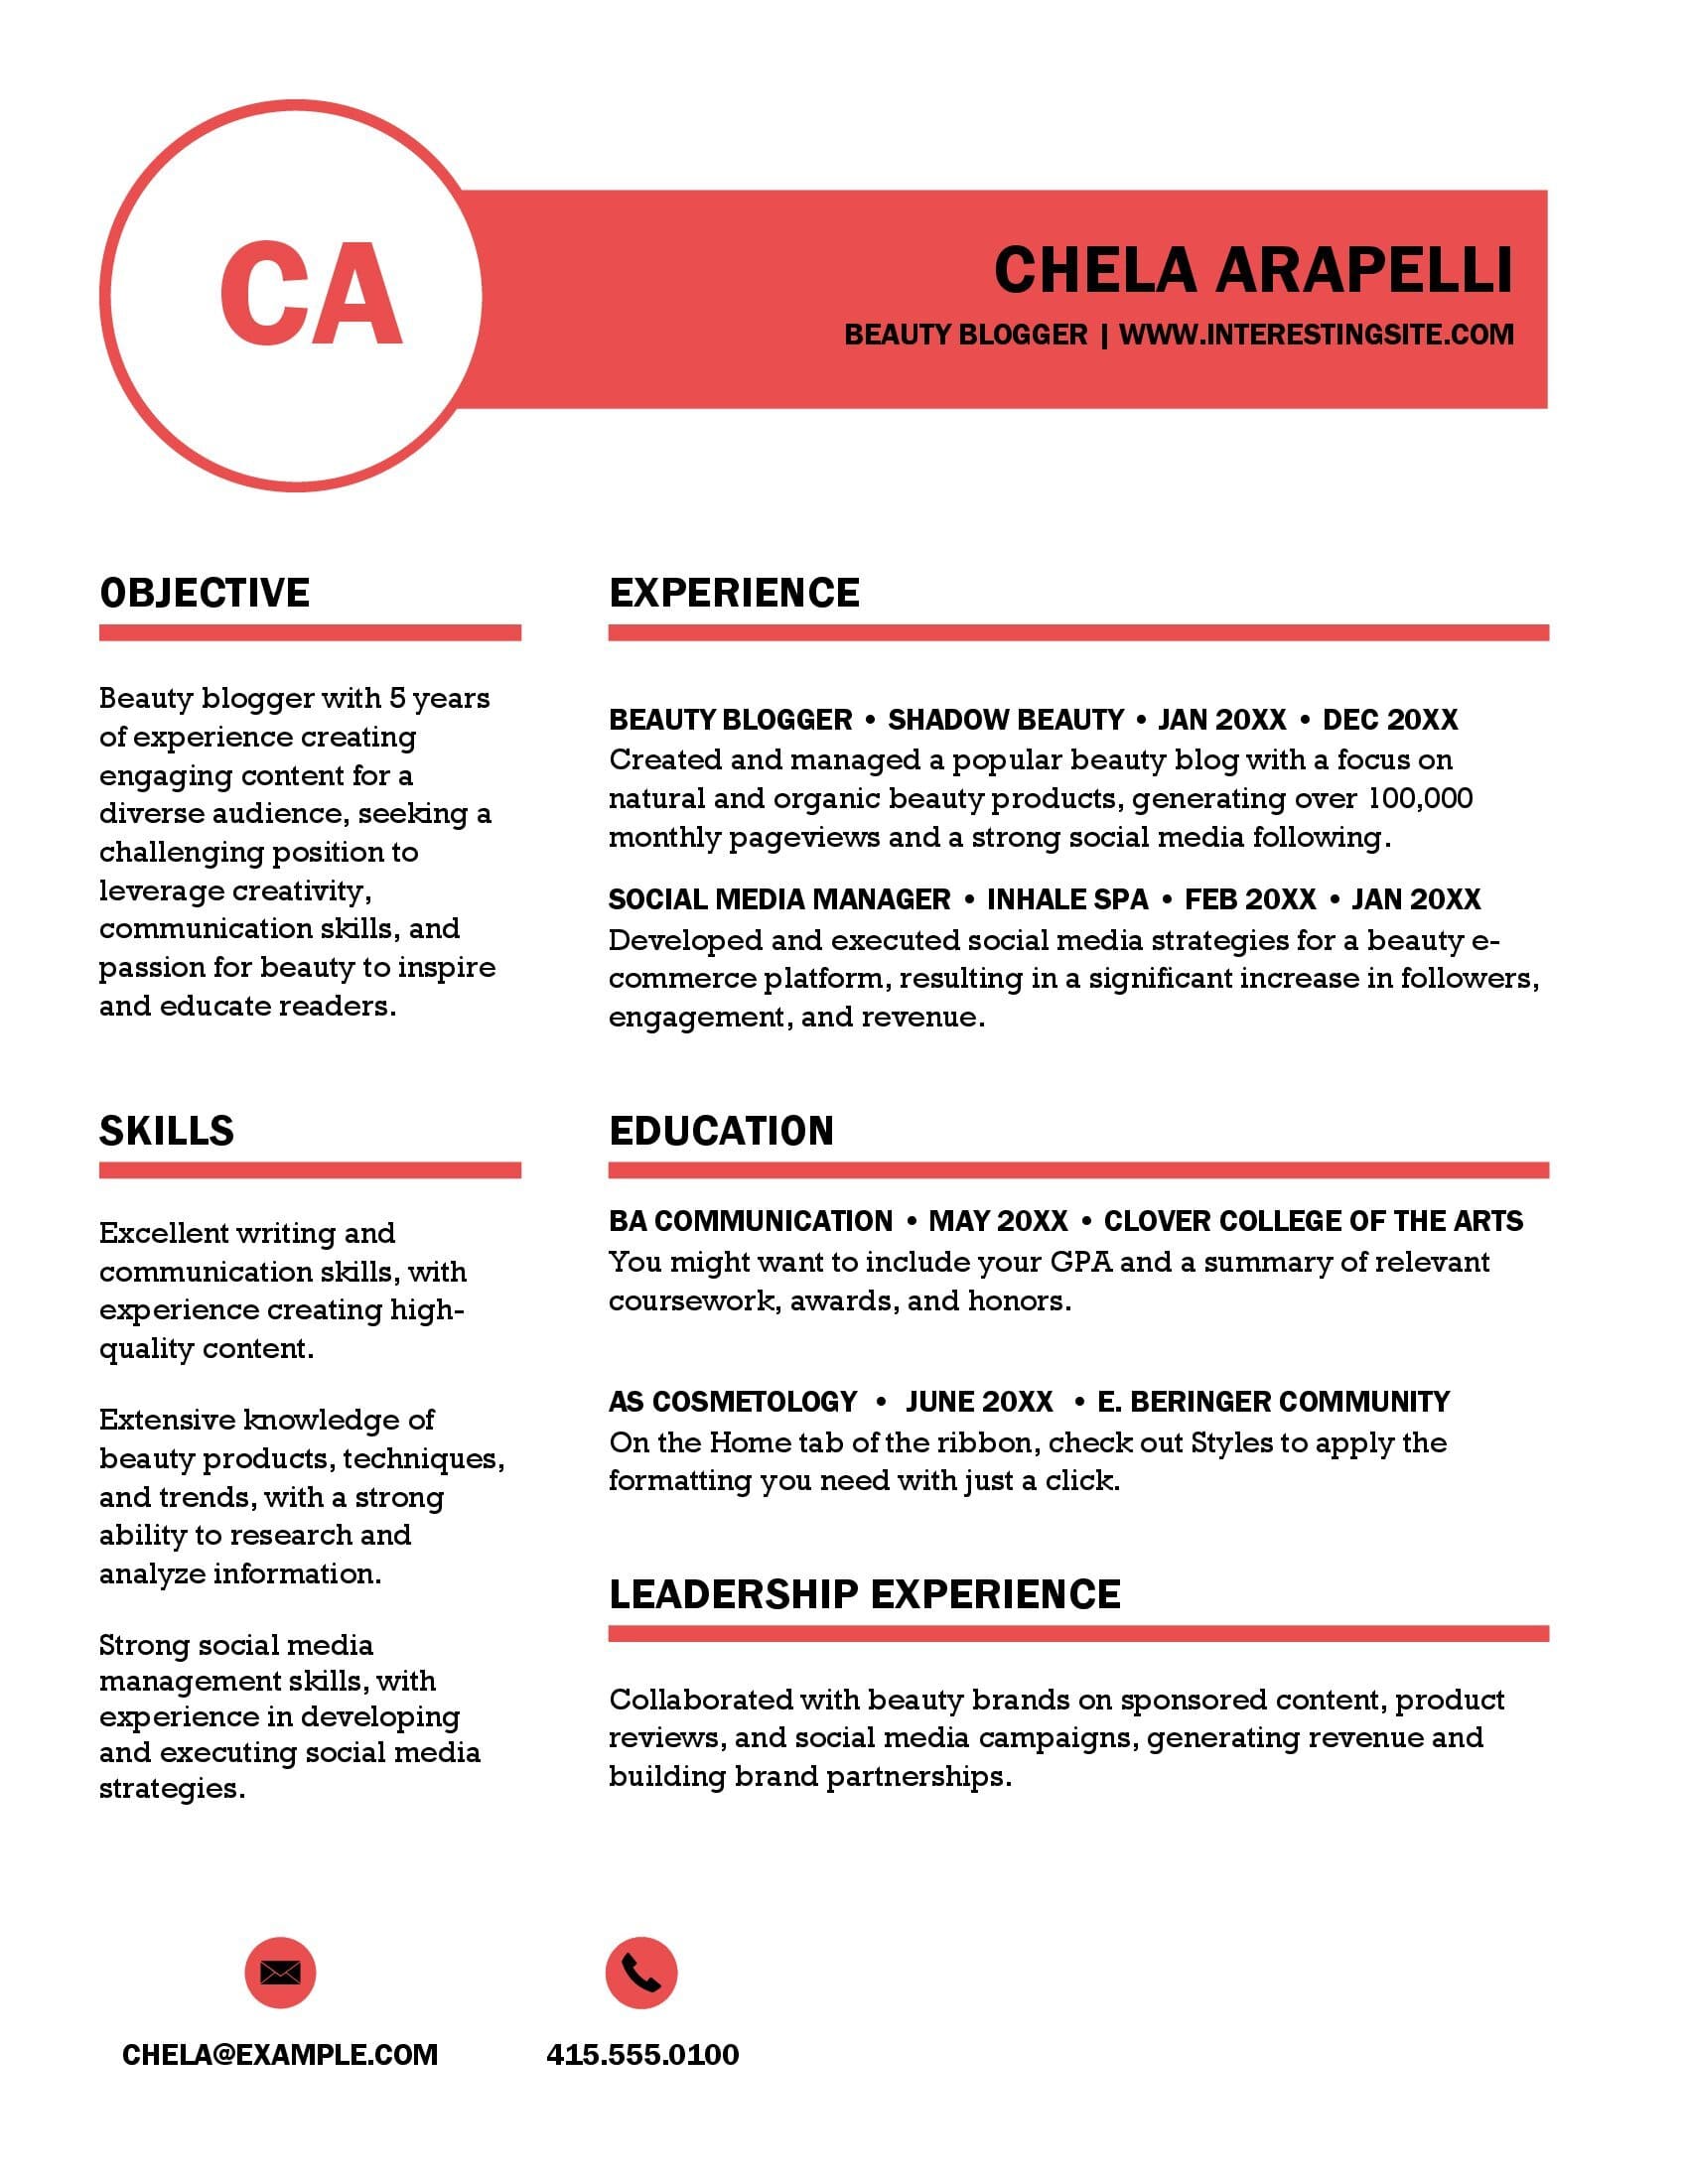 CA
CHELA ARAPELLI
BEAUTY BLOGGER | WWW.INTERESTINGSITE.COM
OBJECTIVE
Beauty blogger with 5 years
of experience creating
engaging content for a
diverse audience, seeking a
challenging position to
leverage creativity,
communication skills, and
passion for beauty to inspire
and educate readers.
SKILLS
Excellent writing and
communication skills, with
experience creating high-
quality content.
Extensive knowledge of
beauty products, techniques,
and trends, with a strong
ability to research and
analyze information.
Strong social media
management skills, with
experience in developing
and executing social media
strategies.
EXPERIENCE
BEAUTY BLOGGER • SHADOW BEAUTY • JAN 20XX • DEC 20XX
Created and managed a popular beauty blog with a focus on
natural and organic beauty products, generating over 100,000
monthly pageviews and a strong social media following.
SOCIAL MEDIA MANAGER • INHALE SPA • FEB 20XX • JAN 20XX
Developed and executed social media strategies for a beauty e-
commerce platform, resulting in a significant increase in followers,
engagement, and revenue.
EDUCATION
BA COMMUNICATION • MAY 20XX • CLOVER COLLEGE OF THE ARTS
You might want to include your GPA and a summary of relevant
coursework, awards, and honors.
AS COSMETOLOGY • JUNE 20XX • E. BERINGER COMMUNITY
On the Home tab of the ribbon, check out Styles to apply the
formatting you need with just a click.
LEADERSHIP EXPERIENCE
Collaborated with beauty brands on sponsored content, product
reviews, and social media campaigns, generating revenue and
building brand partnerships.
CHELA@EXAMPLE.COM
415.555.0100